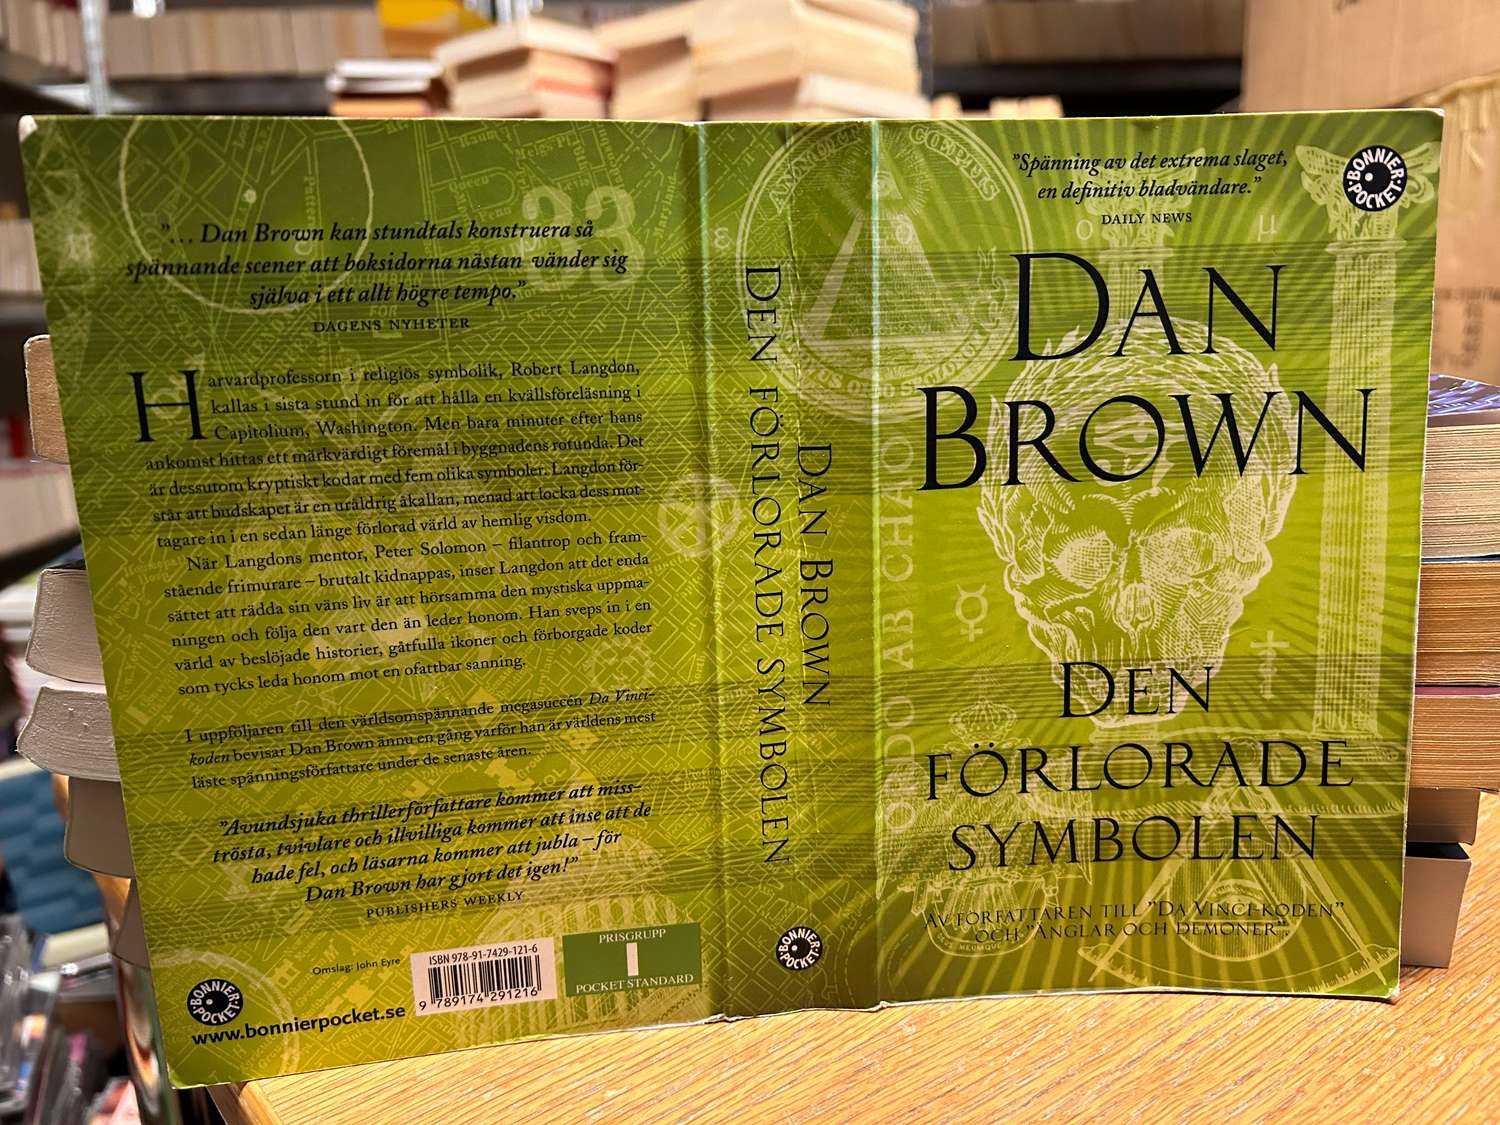 "... Dan Brown kan stundtals konstruera så
spännande scener att boksidorna nästan vänder sig
själva i ett allt högre tempo."
DAGENS NYHETER
Harvardprofessorn i religiös symbolik, Robert Langdon,
kallas i sista stund in för att hålla en kvällsföreläsning i
Capitolium, Washington. Men bara minuter efter hans
ankomst hittas ett märkvärdigt föremål i byggnadens rotunda. Det
är dessutom kryptiskt kodat med fem olika symboler. Langdon för-
står att budskapet är en uråldrig åkallan, menad att locka dess mot-
tagare in i en sedan länge förlorad värld av hemlig visdom.
När Langdons mentor, Peter Solomon – filantrop och fram-
stående frimurare – brutalt kidnappas, inser Langdon att det enda
sättet att rädda sin väns liv är att hörsamma den mystiska uppma-
ningen och följa den vart den än leder honom. Han sveps in i en
värld av beslöjade historier, gåtfulla ikoner och förborgade koder
som tycks leda honom mot en ofattbar sanning.
I uppföljaren till den världsomspännande megasuccén Da Vinci-
koden bevisar Dan Brown ännu en gång varför han är världens mest
läste spänningsförfattare under de senaste åren.
"Avundsjuka thrillerförfattare kommer att miss-
trösta, tvivlare och illvilliga kommer att inse att de
hade fel, och läsarna kommer att jubla – för
Dan Brown har gjort det igen!"
PUBLISHERS WEEKLY
Omslag: John Eyre
BONNIER POCKET
www.bonnierpocket.se
ISBN 978-91-7429-121-6
9 789174 291216
PRISGRUPP
1
POCKET STANDARD
33
DAN BROWN
DEN FÖRLORADE SYMBOLEN
BONNIER POCKET
"Spänning av det extrema slaget,
en definitiv bladvändare."
DAILY NEWS
BONNIER POCKET
DAN
BROWN
ORDO AB CHAO
DEN
FÖRLORADE
SYMBOLEN
AV FÖRFATTAREN TILL "DA VINCI-KODEN"
OCH "ÄNGLAR OCH DEMONER".